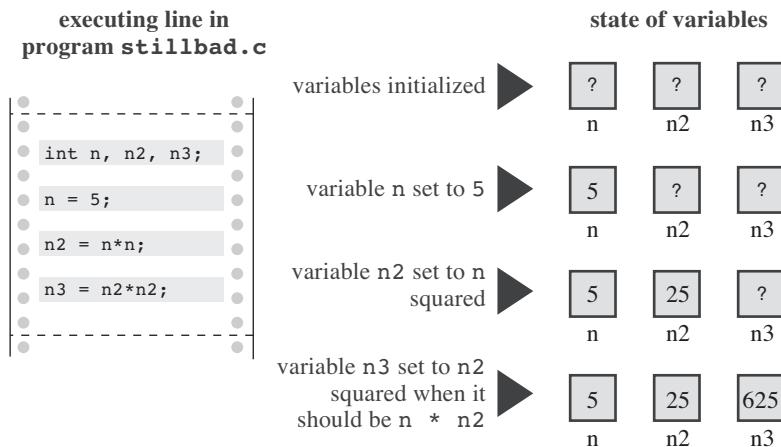 executing line in
program stillbad.c
int n, n2, n3;
n = 5;
n2 = n*n;
n3 = n2*n2;
state of variables
variables initialized
? ? ?
n n2 n3
variable n set to 5
5 ? ?
n n2 n3
variable n2 set to n
squared
5 25 ?
n n2 n3
variable n3 set to n2
squared when it
should be n * n2
5 25 625
n n2 n3